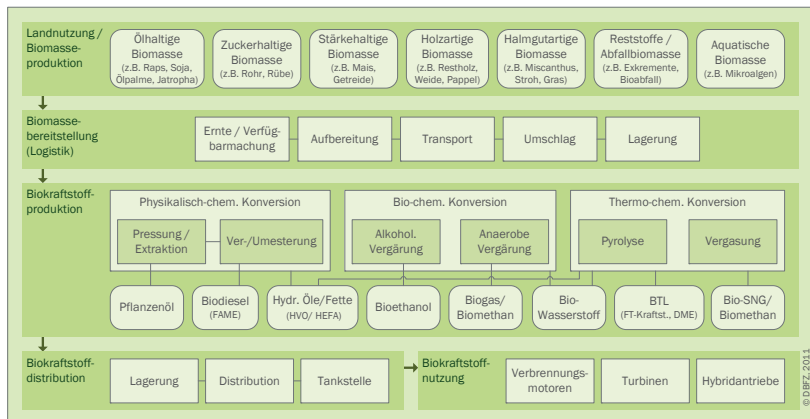 Landnutzung /
Biomasse-
produktion
Ölhaltige
Biomasse
(z.B. Raps, Soja,
Ölpalme, Jatropha)
Zuckerhaltige
Biomasse
(z.B. Rohr, Rübe)
Stärkehaltige
Biomasse
(z.B. Mais,
Getreide)
Holzartige
Biomasse
(z.B. Restholz,
Weide, Pappel)
Halmgutartige
Biomasse
(z.B. Miscanthus,
Stroh, Gras)
Reststoffe /
Abfallbiomasse
(z.B. Exkremente,
Bioabfall)
Aquatische
Biomasse
(z.B. Mikroalgen)
Biomasse-
bereitstellung
(Logistik)
Ernte / Verfüg-
barmachung
Aufbereitung
Transport
Umschlag
Lagerung
Biokraftstoff-
produktion
Physikalisch-chem. Konversion
Pressung /
Extraktion
Ver-/Umesterung
Bio-chem. Konversion
Alkohol.
Vergärung
Anaerobe
Vergärung
Thermo-chem. Konversion
Pyrolyse
Vergasung
Pflanzenöl
Biodiesel
(FAME)
Hydr. Öle/Fette
(HVO/ HEFA)
Bioethanol
Biogas/
Biomethan
Bio-
Wasserstoff
BTL
(FT-Kraftst., DME)
Bio-SNG/
Biomethan
Biokraftstoff-
distribution
Lagerung
Distribution
Tankstelle
Biokraftstoff-
nutzung
Verbrennungs-
motoren
Turbinen
Hybridantriebe
© DBFZ, 2011